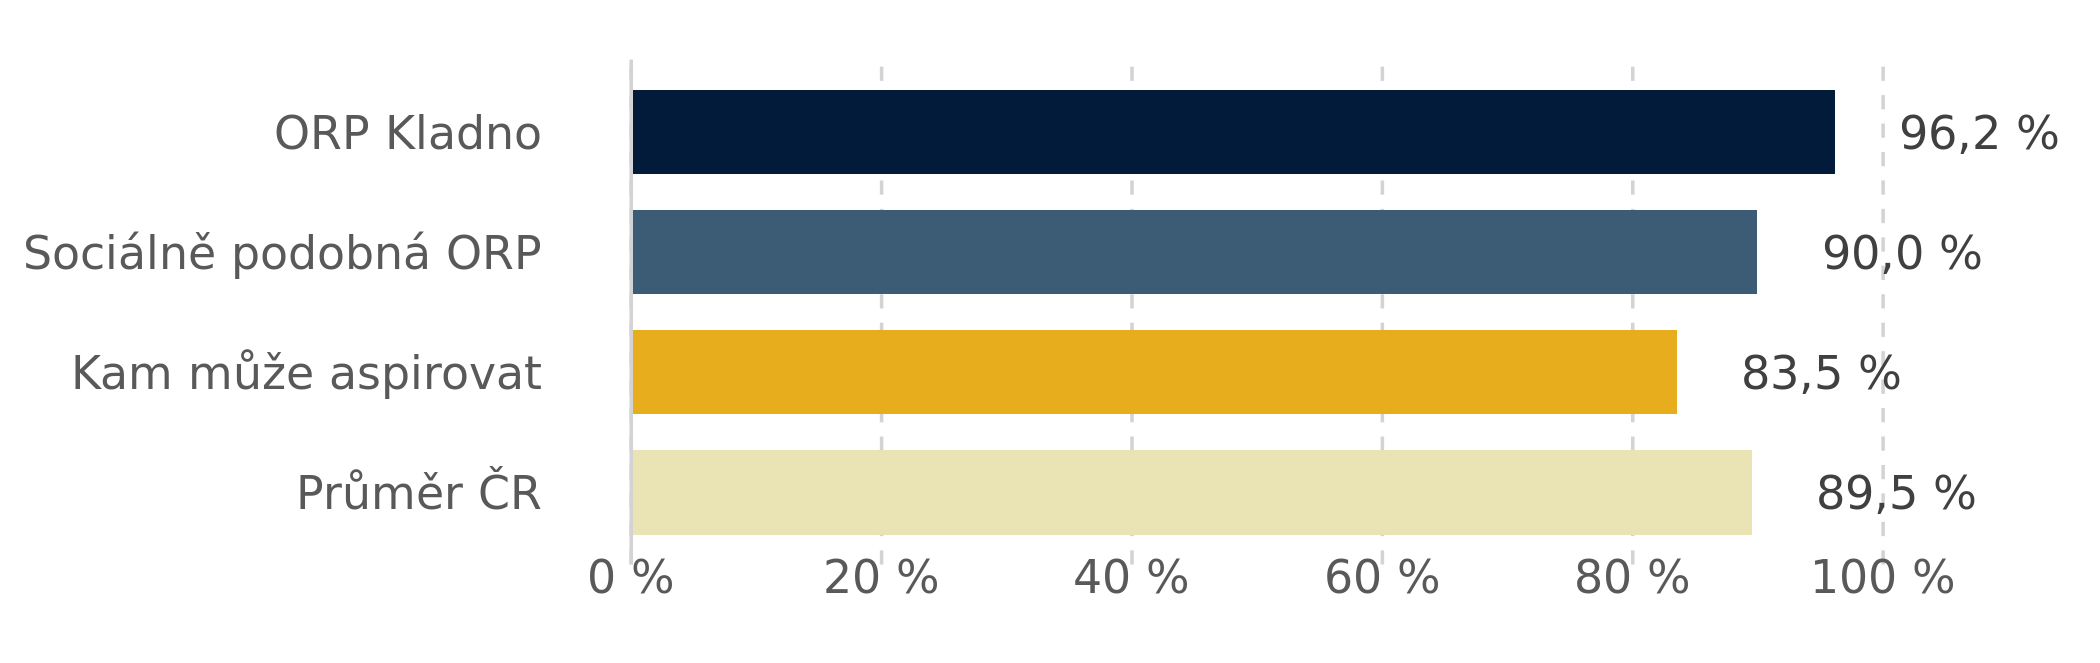 ORP Kladno 96,2 %
Sociálně podobná ORP 90,0 %
Kam může aspirovat 83,5 %
Průměr ČR 89,5 %
0 % 20 % 40 % 60 % 80 % 100 %